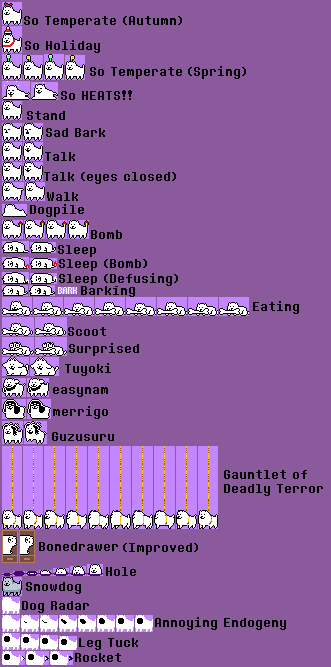 So Temperate (Autumn)
So Holiday
So Temperate (Spring)
So HEATS!!
Stand
Sad Bark
Talk
Talk (eyes closed)
Walk
Dogpile
Bomb
Sleep
Sleep (Bomb)
Sleep (Defusing)
BARK Barking
Eating
Scoot
Surprised
Tuyoki
easynam
merrigo
Guzusuru
Gauntlet of
Deadly Terror
Bonedrawer (Improved)
Hole
Snowdog
Dog Radar
Annoying Endogeny
Leg Tuck
Rocket